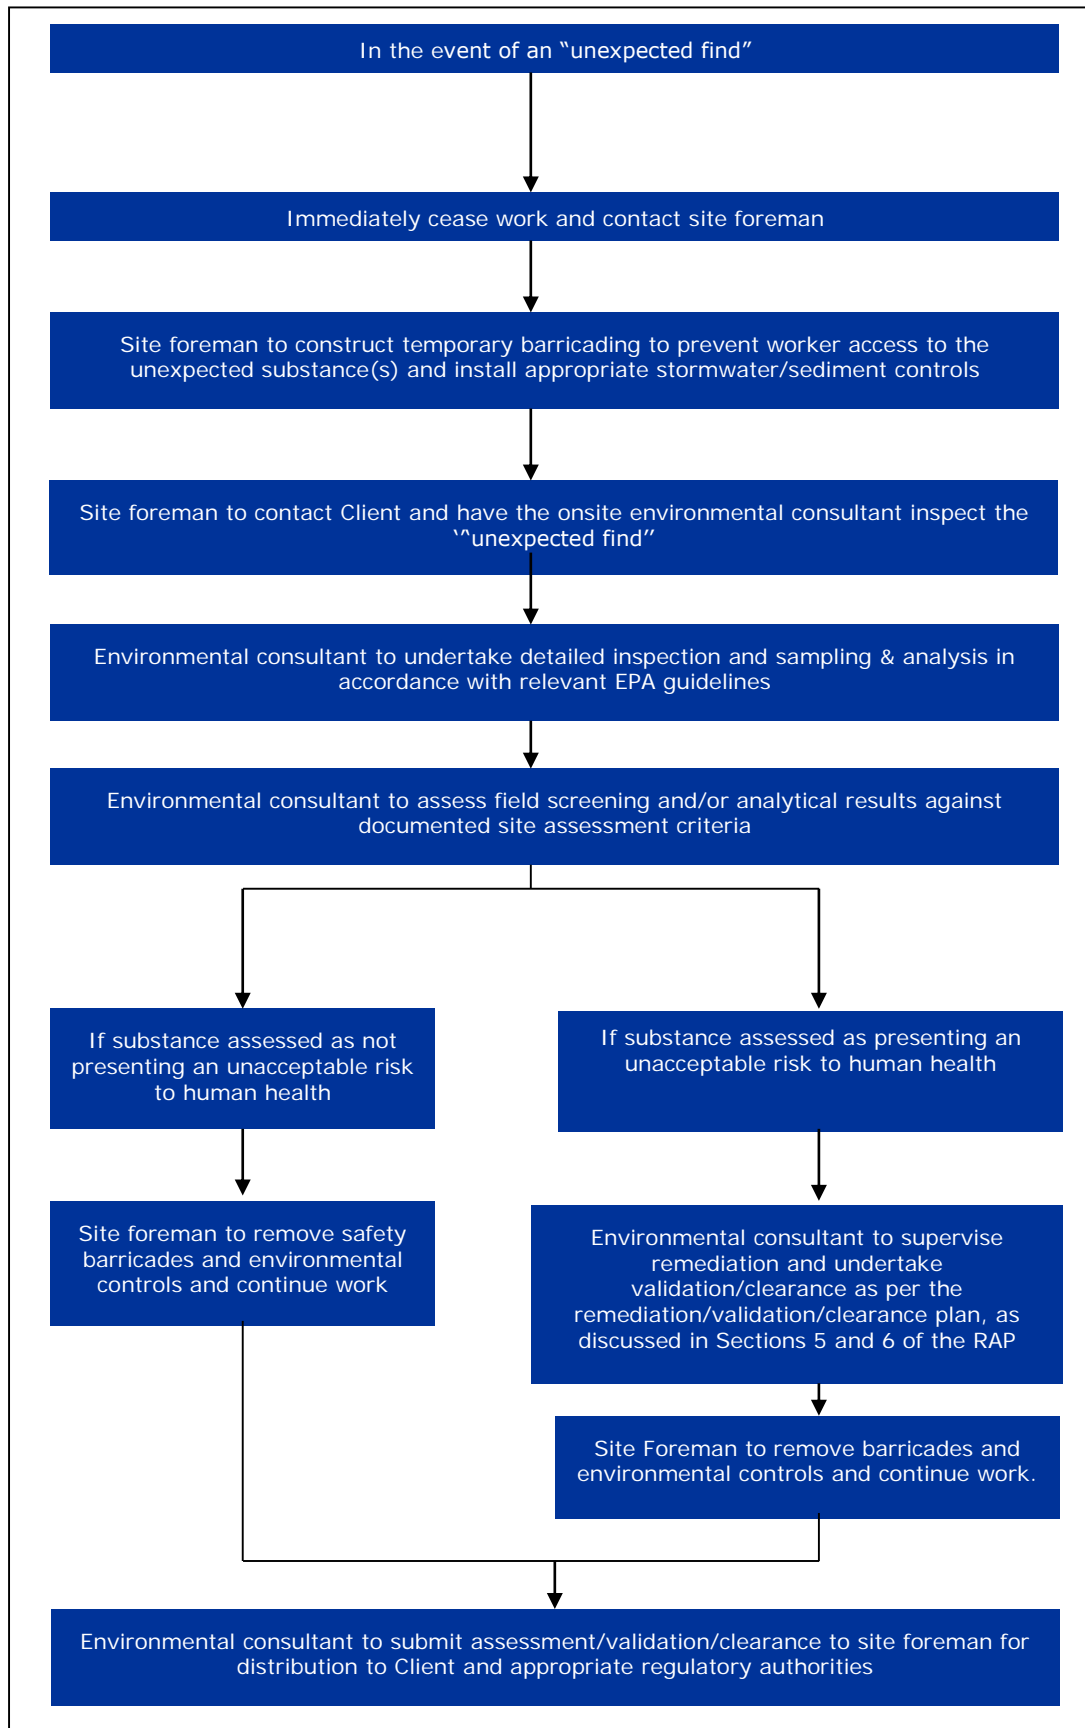 In the event of an “unexpected find”
Immediately cease work and contact site foreman
Site foreman to construct temporary barricading to prevent worker access to the
unexpected substance(s) and install appropriate stormwater/sediment controls
Site foreman to contact Client and have the onsite environmental consultant inspect the
‘“unexpected find’’
Environmental consultant to undertake detailed inspection and sampling & analysis in
accordance with relevant EPA guidelines
Environmental consultant to assess field screening and/or analytical results against
documented site assessment criteria
If substance assessed as not
presenting an unacceptable risk
to human health
If substance assessed as presenting an
unacceptable risk to human health
Site foreman to remove safety
barricades and environmental
controls and continue work
Environmental consultant to supervise
remediation and undertake
validation/clearance as per the
remediation/validation/clearance plan, as
discussed in Sections 5 and 6 of the RAP
Site Foreman to remove barricades and
environmental controls and continue work.
Environmental consultant to submit assessment/validation/clearance to site foreman for
distribution to Client and appropriate regulatory authorities